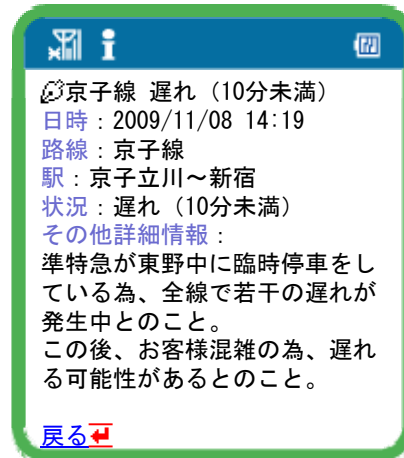 京子線 遅れ（10分未満）
日時：2009/11/08 14:19
路線：京子線
駅：京子立川～新宿
状況：遅れ（10分未満）
その他詳細情報：
準特急が東野中に臨時停車をし
ている為、全線で若干の遅れが
発生中とのこと。
この後、お客様混雑の為、遅れ
る可能性があるとのこと。
戻る